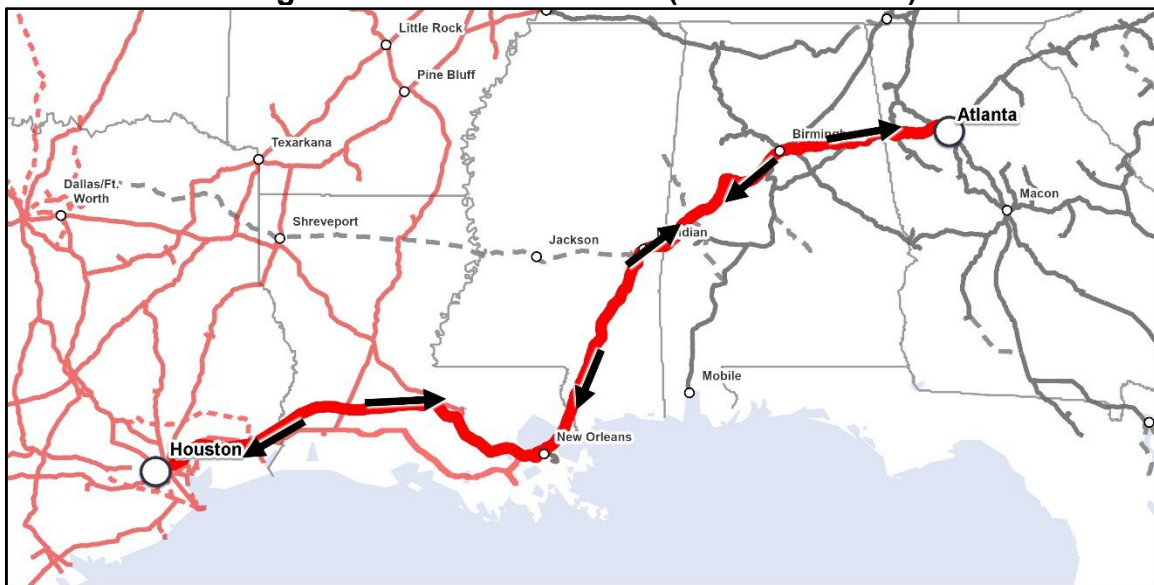 Little Rock
Pine Bluff
Atlanta
Birmingh
Texarkana
Dallas/Ft.
Worth
Macon
Shreveport
idian
Jackson
Mobile
New Orleans
Houston